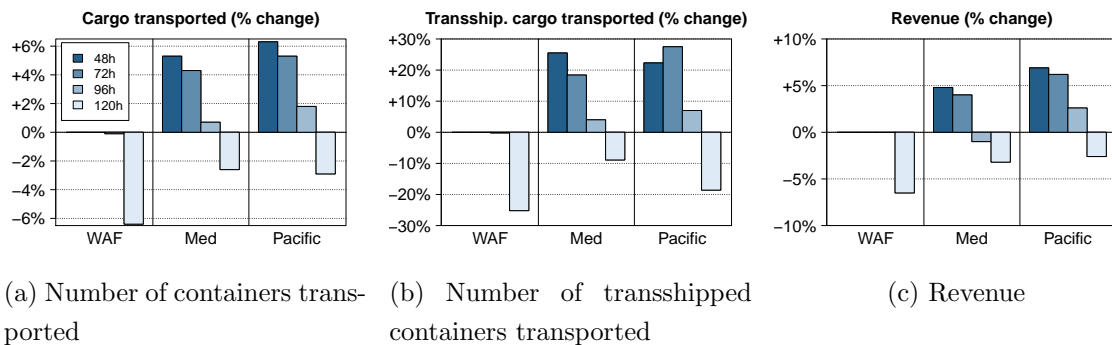 Cargo transported (% change)
+6%
+4%
+2%
0%
−2%
−4%
−6%
48h
72h
96h
120h
WAF Med Pacific
Transship. cargo transported (% change)
+30%
+20%
+10%
0%
−10%
−20%
−30%
WAF Med Pacific
Revenue (% change)
+10%
+5%
0%
−5%
−10%
WAF Med Pacific
(a) Number of containers trans-
ported
(b) Number of transshipped
containers transported
(c) Revenue